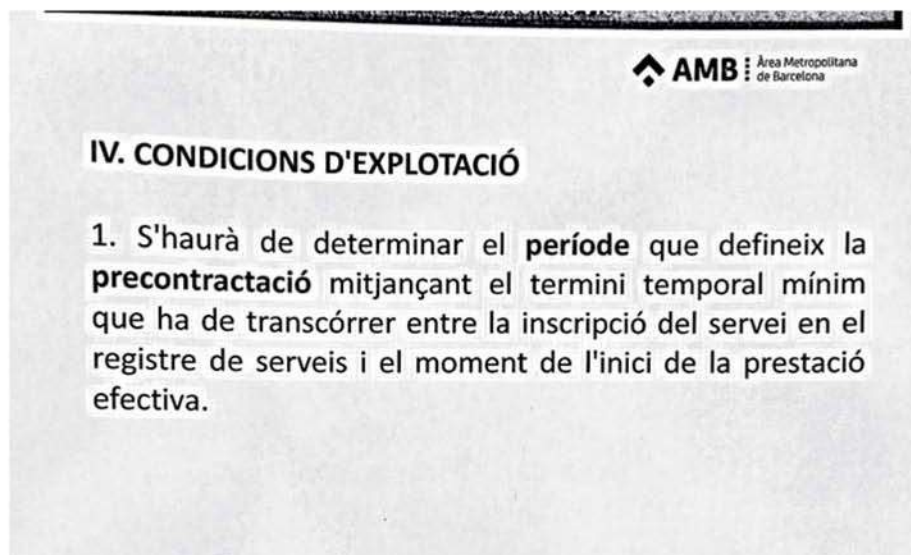 AMB
Àrea Metropolitana
de Barcelona
IV. CONDICIONS D'EXPLOTACIÓ
1. S'haurà de determinar el període que defineix la
precontractació mitjançant el termini temporal mínim
que ha de transcórrer entre la inscripció del servei en el
registre de serveis i el moment de l'inici de la prestació
efectiva.